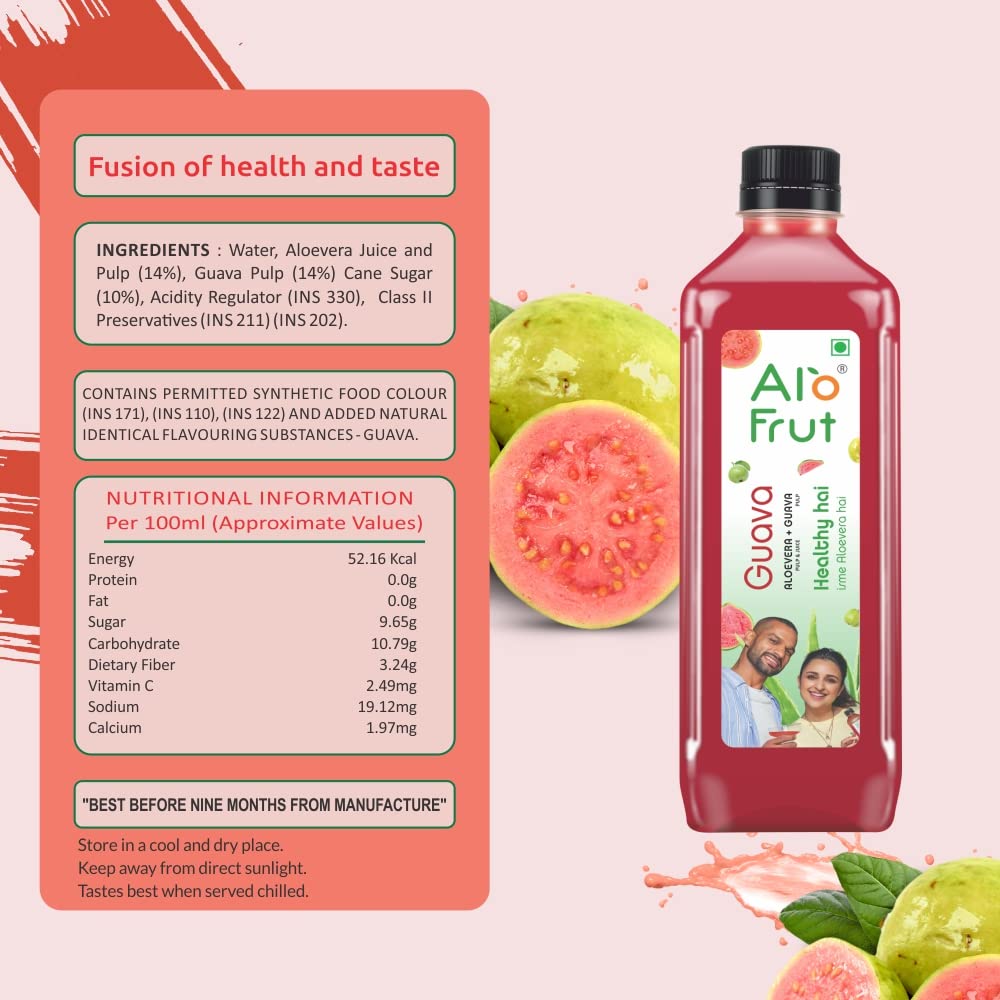 Fusion of health and taste
INGREDIENTS : Water, Aloevera Juice and
Pulp (14%), Guava Pulp (14%) Cane Sugar
(10%), Acidity Regulator (INS 330), Class II
Preservatives (INS 211) (INS 202).
CONTAINS PERMITTED SYNTHETIC FOOD COLOUR
(INS 171), (INS 110), (INS 122) AND ADDED NATURAL
IDENTICAL FLAVOURING SUBSTANCES - GUAVA.
NUTRITIONAL INFORMATION
Per 100ml (Approximate Values)
Energy 52.16 Kcal
Protein 0.0g
Fat 0.0g
Sugar 9.65g
Carbohydrate 10.79g
Dietary Fiber 3.24g
Vitamin C 2.49mg
Sodium 19.12mg
Calcium 1.97mg
"BEST BEFORE NINE MONTHS FROM MANUFACTURE"
Store in a cool and dry place.
Keep away from direct sunlight.
Tastes best when served chilled.
Alo ®
Frut
Guava
ALOEVERA + GUAVA
PULP & JUICE PULP
Healthy hai
isme Aloevera hai